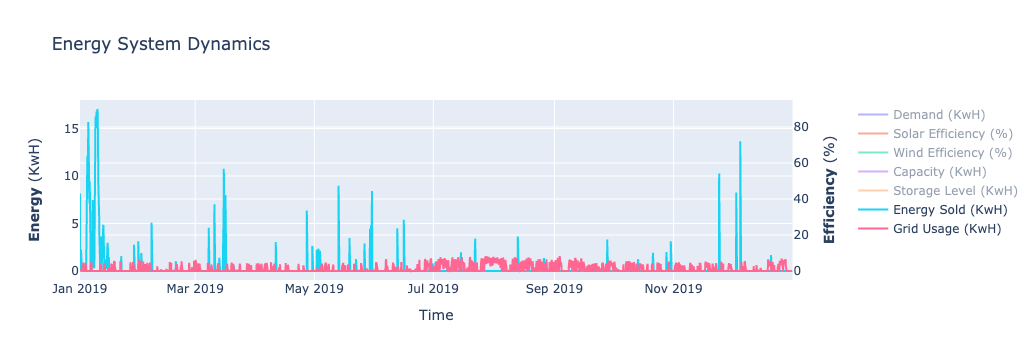 Energy System Dynamics
Energy (KwH)
15
10
5
0
80
60
40
20
0
Efficiency (%)
Jan 2019
Mar 2019
May 2019
Jul 2019
Sep 2019
Nov 2019
Time
Demand (KwH)
Solar Efficiency (%)
Wind Efficiency (%)
Capacity (KwH)
Storage Level (KwH)
Energy Sold (KwH)
Grid Usage (KwH)